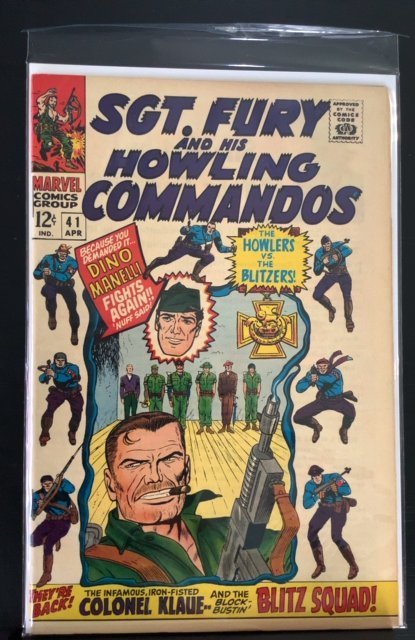 SGT. FURY
AND HIS
HOWLING
COMMANDOS
APPROVED
BY THE
COMICS
CODE
AUTHORITY
MARVEL
COMICS
GROUP
12¢
IND.
41
APR
BECAUSE YOU
DEMANDED IT...
DINO
MANELLI
FIGHTS
AGAIN!!
'NUFF SAID!
THE
HOWLERS
VS. THE
BLITZERS!
THEY'RE
BACK!
THE INFAMOUS, IRON-FISTED
COLONEL KLAUE..
AND THE
BLOCK-
BUSTIN'
BLITZ SQUAD!